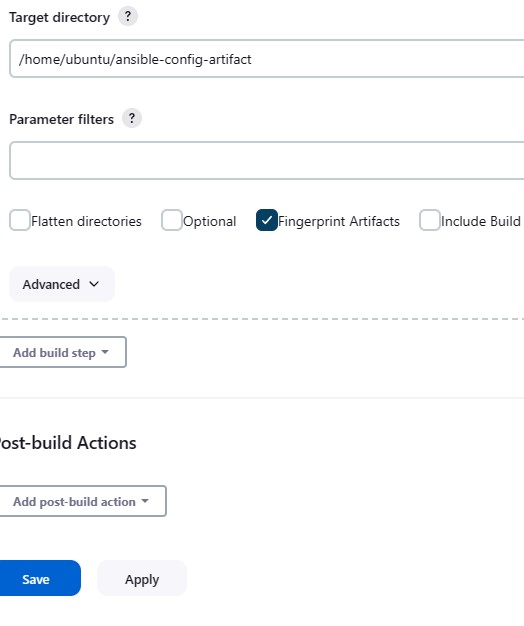 Target directory ?
/home/ubuntu/ansible-config-artifact
Parameter filters ?
Flatten directories Optional Fingerprint Artifacts Include Build
Advanced
Add build step
ost-build Actions
Add post-build action
Save Apply